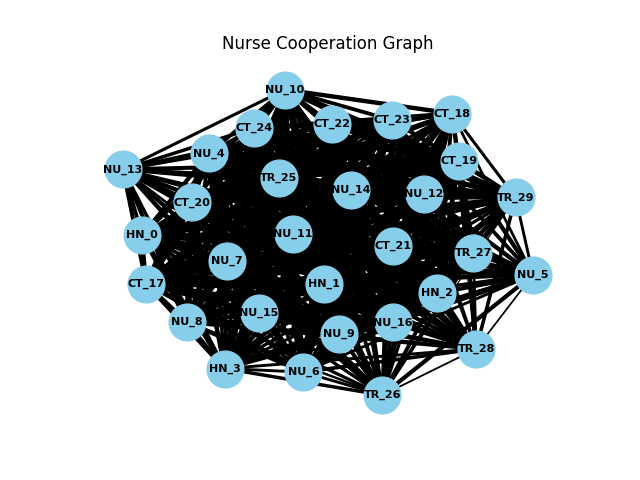 Nurse Cooperation Graph
NU_10
CT_18
CT_23
CT_22
CT_24
NU_4
CT_19
NU_13
TR_25
NU_14
NU_12
TR_29
CT_20
HN_0
NU_11
CT_21
TR_27
NU_7
NU_5
CT_17
HN_1
HN_2
NU_15
NU_8
NU_16
NU_9
TR_28
HN_3
NU_6
TR_26